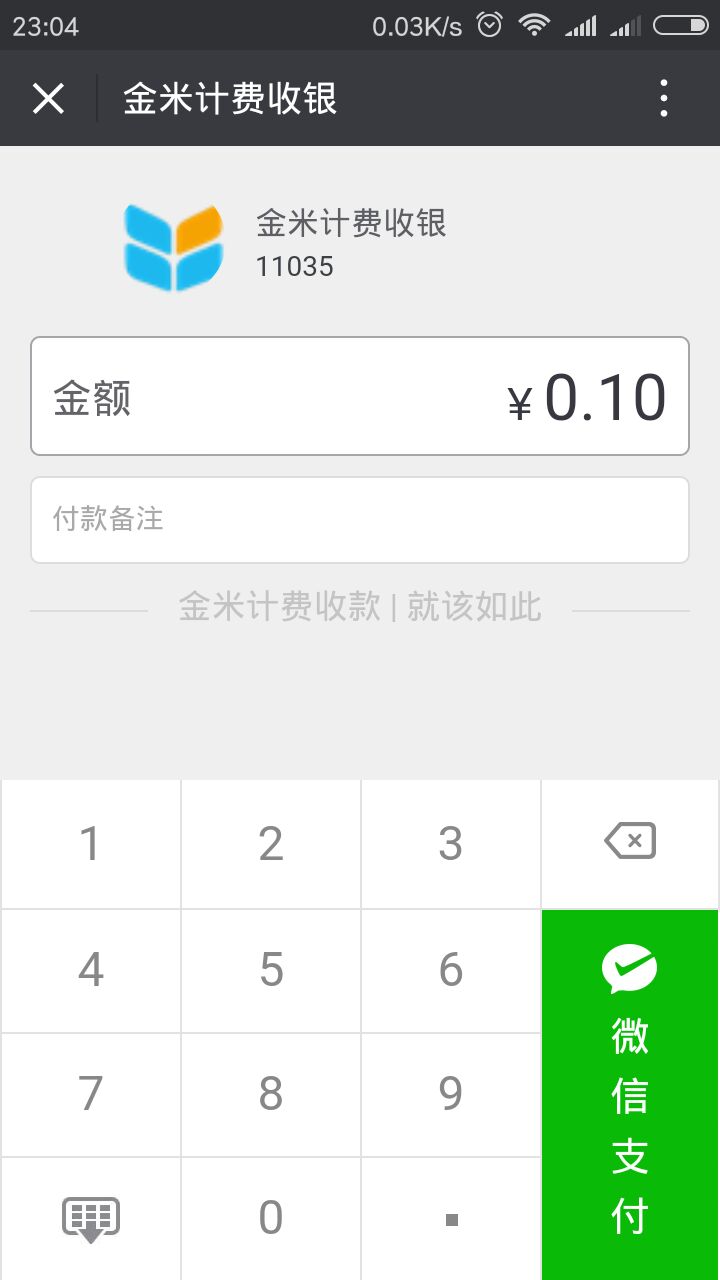 23:04 0.03K/s
金米计费收银
金米计费收银
11035
金额 ¥ 0.10
付款备注
金米计费收款 | 就该如此
1 2 3
4 5 6
7 8 9
0 .
微信支付